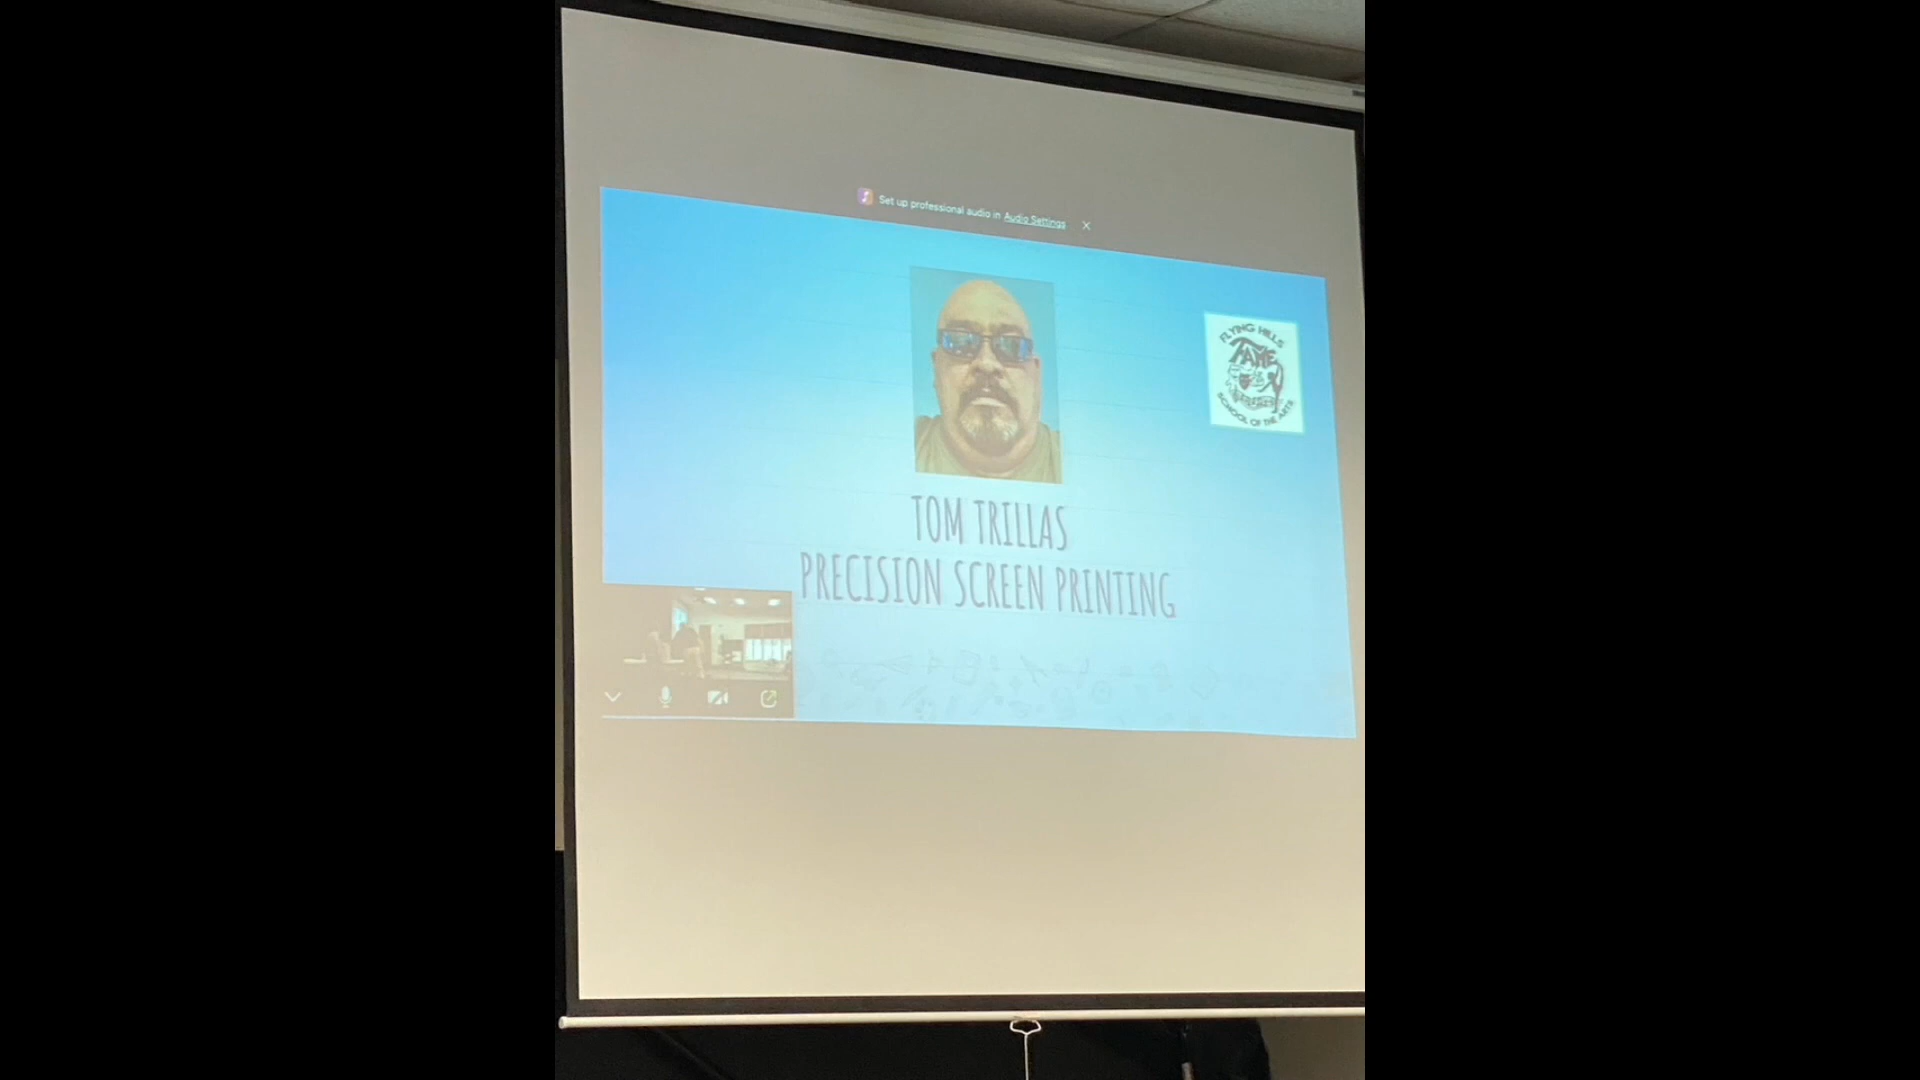 Set up professional audio in Audio Settings
FLYING HILLS
FAME
SCHOOL OF THE ARTS
TOM TRILLAS
PRECISION SCREEN PRINTING